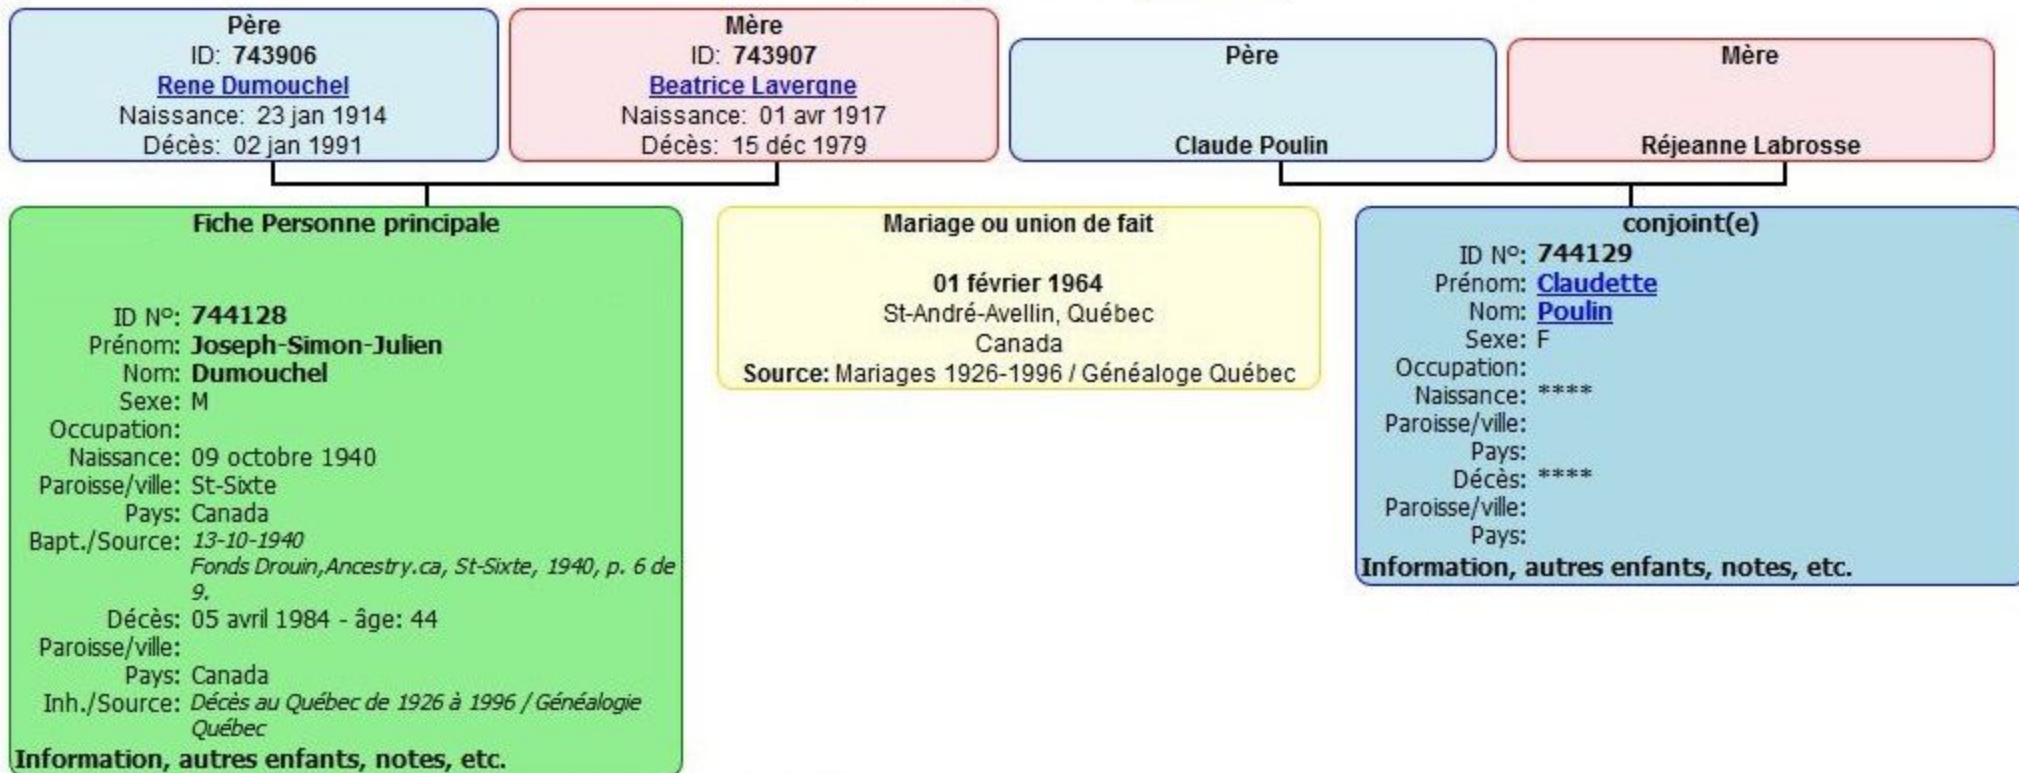 Père
ID: 743906
Rene Dumouchel
Naissance: 23 jan 1914
Décès: 02 jan 1991
Mère
ID: 743907
Beatrice Lavergne
Naissance: 01 avr 1917
Décès: 15 déc 1979
Père
Claude Poulin
Mère
Réjeanne Labrosse
Fiche Personne principale
ID Nº: 744128
Prénom: Joseph-Simon-Julien
Nom: Dumouchel
Sexe: M
Occupation:
Naissance: 09 octobre 1940
Paroisse/ville: St-Sixte
Pays: Canada
Bapt./Source: 13-10-1940
Fonds Drouin,Ancestry.ca, St-Sixte, 1940, p. 6 de
9.
Décès: 05 avril 1984 - âge: 44
Paroisse/ville:
Pays: Canada
Inh./Source: Décès au Québec de 1926 à 1996 / Généalogie
Québec
Information, autres enfants, notes, etc.
Mariage ou union de fait
01 février 1964
St-André-Avellin, Québec
Canada
Source: Mariages 1926-1996 / Généaloge Québec
conjoint(e)
ID Nº: 744129
Prénom: Claudette
Nom: Poulin
Sexe: F
Occupation:
Naissance: ****
Paroisse/ville:
Pays:
Décès: ****
Paroisse/ville:
Pays:
Information, autres enfants, notes, etc.